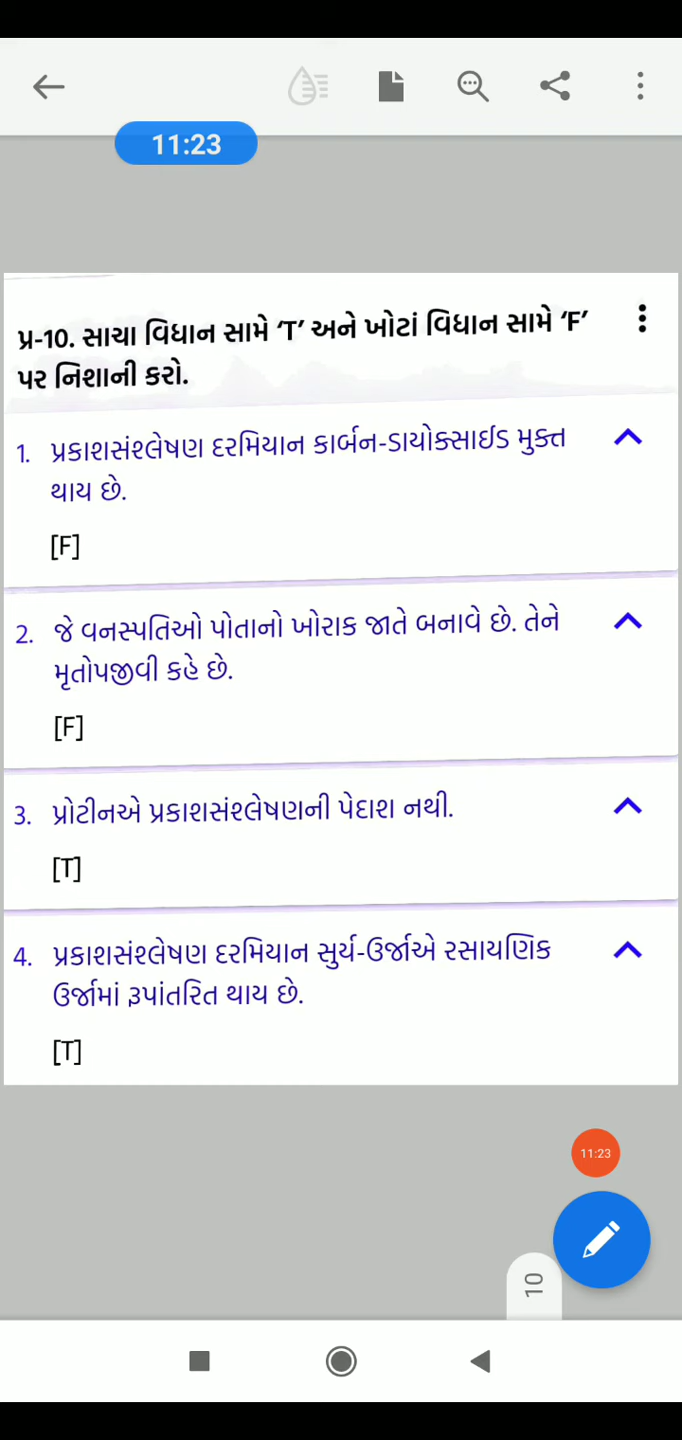 11:23
પ્ર-10. સાચા વિધાન સામે ‘T’ અને ખોટાં વિધાન સામે ‘F’
પર નિશાની કરો.
1. પ્રકાશસંશ્લેષણ દરમિયાન કાર્બન-ડાયોક્સાઈડ મુક્ત
થાય છે.
[F]
2. જે વનસ્પતિઓ પોતાનો ખોરાક જાતે બનાવે છે. તેને
મૃતોપજીવી કહે છે.
[F]
3. પ્રોટીનએ પ્રકાશસંશ્લેષણની પેદાશ નથી.
[T]
4. પ્રકાશસંશ્લેષણ દરમિયાન સુર્ય-ઉર્જાએ રસાયણિક
ઉર્જામાં રૂપાંતરિત થાય છે.
[T]
11:23
10